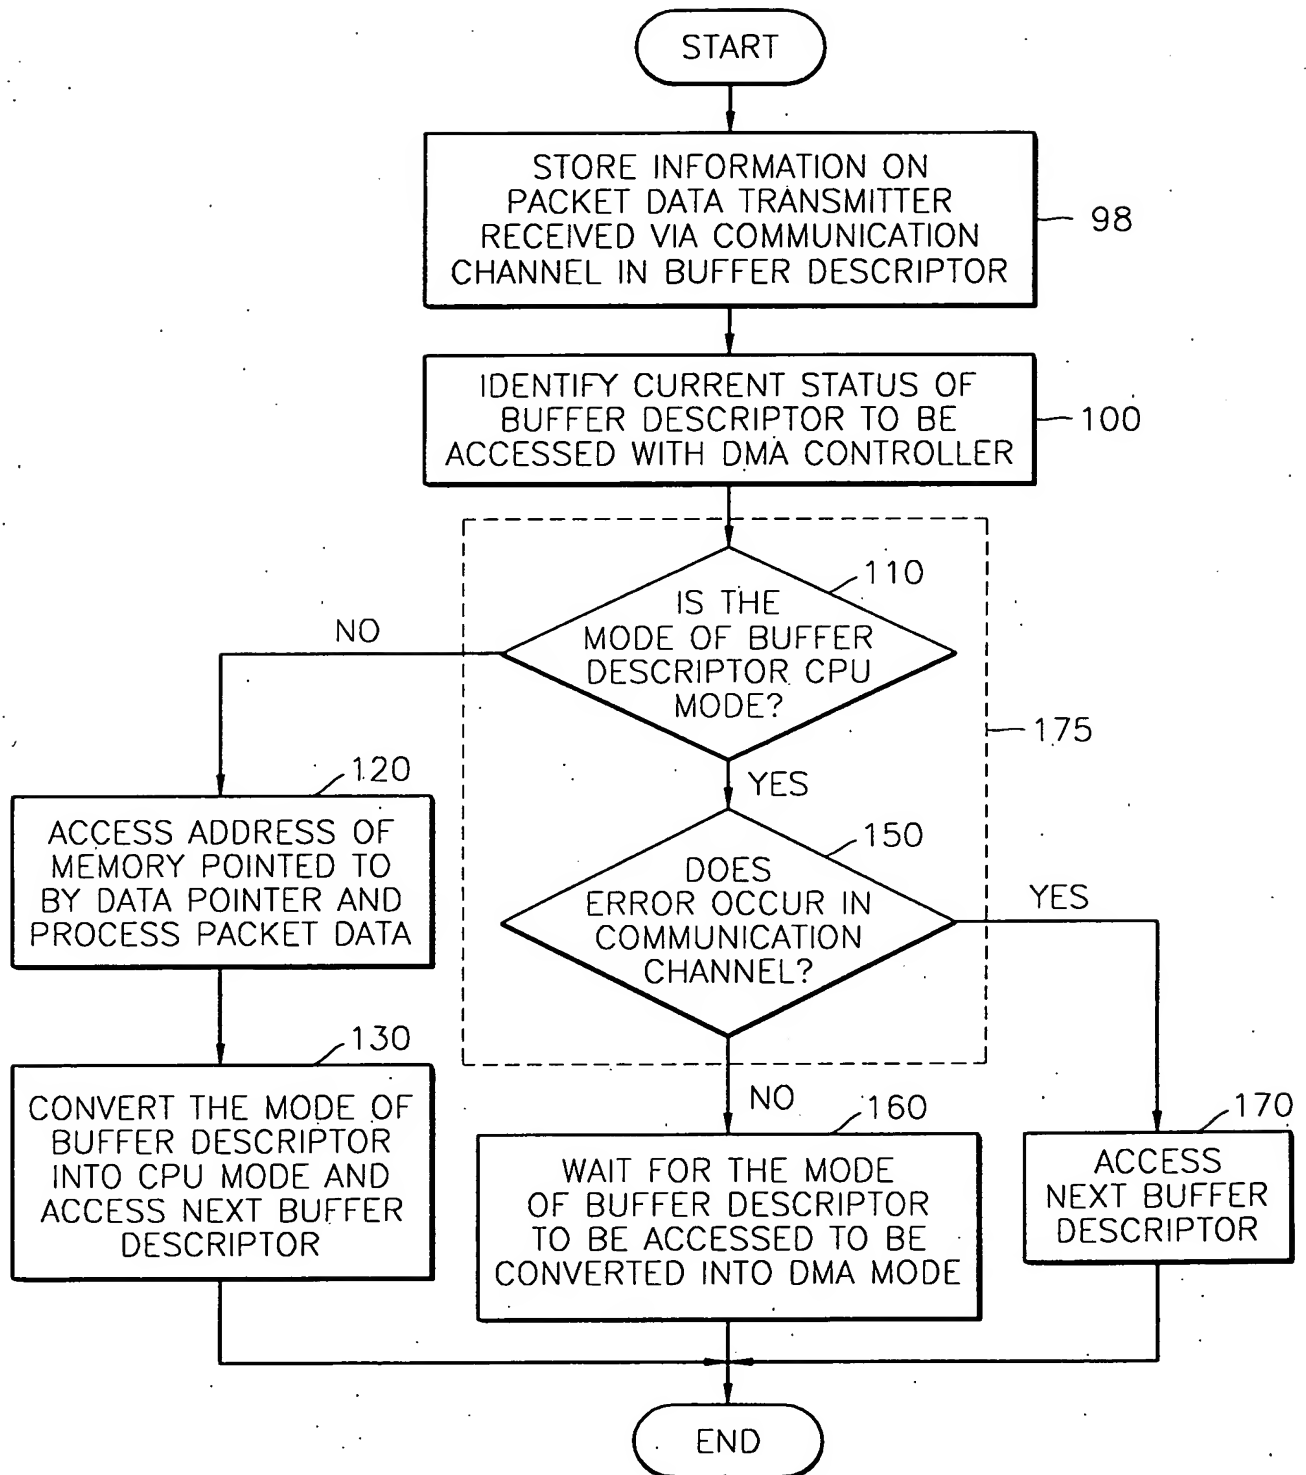 START
STORE INFORMATION ON
PACKET DATA TRANSMITTER
RECEIVED VIA COMMUNICATION
CHANNEL IN BUFFER DESCRIPTOR
98
IDENTIFY CURRENT STATUS OF
BUFFER DESCRIPTOR TO BE
ACCESSED WITH DMA CONTROLLER
100
110
IS THE
MODE OF BUFFER
DESCRIPTOR CPU
MODE?
NO
175
YES
120
ACCESS ADDRESS OF
MEMORY POINTED TO
BY DATA POINTER AND
PROCESS PACKET DATA
150
DOES
ERROR OCCUR IN
COMMUNICATION
CHANNEL?
YES
130
CONVERT THE MODE OF
BUFFER DESCRIPTOR
INTO CPU MODE AND
ACCESS NEXT BUFFER
DESCRIPTOR
NO
160
WAIT FOR THE MODE
OF BUFFER DESCRIPTOR
TO BE ACCESSED TO BE
CONVERTED INTO DMA MODE
170
ACCESS
NEXT BUFFER
DESCRIPTOR
END